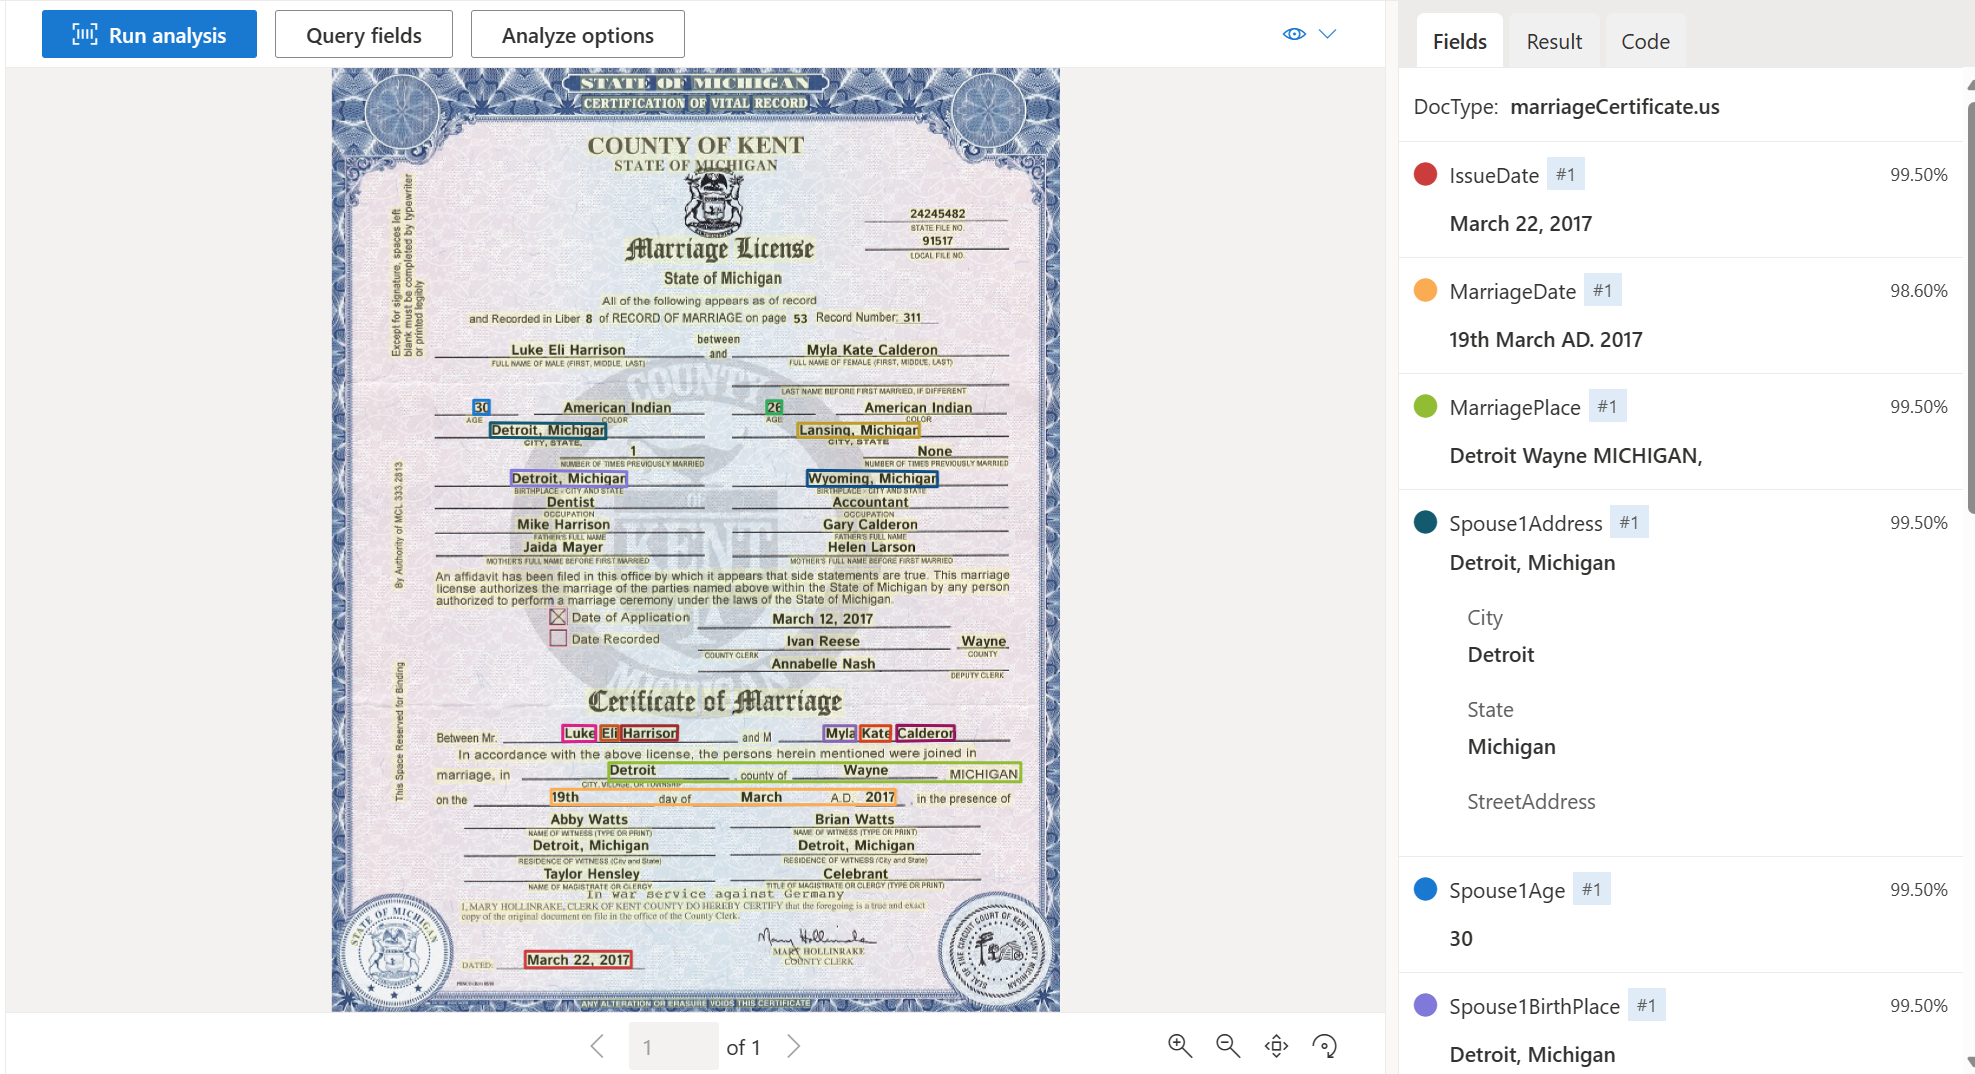 Run analysis
Query fields
Analyze options
STATE OF MICHIGAN
CERTIFICATION OF VITAL RECORD
COUNTY OF KENT
STATE OF MICHIGAN
Except for signature, spaces left
blank must be completed by typewriter
or printed legibly
24245482
STATE FILE NO.
91517
LOCAL FILE NO.
Marriage License
State of Michigan
All of the following appears as of record
and Recorded in Liber 8 of RECORD OF MARRIAGE on page 53 Record Number: 311
between
and
Luke Eli Harrison
FULL NAME OF MALE (FIRST, MIDDLE, LAST)
Myla Kate Calderon
FULL NAME OF FEMALE (FIRST, MIDDLE, LAST)
LAST NAME BEFORE FIRST MARRIED, IF DIFFERENT
30 American Indian 26 American Indian
AGE COLOR AGE COLOR
Detroit, Michigan Lansing, Michigan
CITY, STATE, CITY, STATE
1 None
NUMBER OF TIMES PREVIOUSLY MARRIED NUMBER OF TIMES PREVIOUSLY MARRIED
Detroit, Michigan Wyoming, Michigan
BIRTHPLACE - CITY AND STATE BIRTHPLACE - CITY AND STATE
Dentist Accountant
OCCUPATION OCCUPATION
Mike Harrison Gary Calderon
FATHER'S FULL NAME FATHER'S FULL NAME
Jaida Mayer Helen Larson
MOTHER'S FULL NAME BEFORE FIRST MARRIED MOTHER'S FULL NAME BEFORE FIRST MARRIED
By Authority of MCL 333.2813
COUNTY
OF
KENT
MICHIGAN
An affidavit has been filed in this office by which it appears that side statements are true. This marriage
license authorizes the marriage of the parties named above within the State of Michigan by any person
authorized to perform a marriage ceremony under the laws of the State of Michigan.
Date of Application March 12, 2017
Date Recorded Ivan Reese Wayne
COUNTY CLERK COUNTY
Annabelle Nash
DEPUTY CLERK
This Space Reserved for Binding
Cerificate of Marriage
Between Mr. Luke Eli Harrison and M Myla Kate Calderon
In accordance with the above license, the persons herein mentioned were joined in
marriage, in Detroit , county of Wayne MICHIGAN
CITY, VILLAGE, OR TOWNSHIP
on the 19th day of March A.D. 2017 , in the presence of
Abby Watts Brian Watts
NAME OF WITNESS (TYPE OR PRINT) NAME OF WITNESS (TYPE OR PRINT)
Detroit, Michigan Detroit, Michigan
RESIDENCE OF WITNESS (City and State) RESIDENCE OF WITNESS (City and State)
Taylor Hensley Celebrant
NAME OF MAGISTRATE OR CLERGY TITLE OF MAGISTRATE OR CLERGY (TYPE OR PRINT)
In war service against Germany
I, MARY HOLLINRAKE, CLERK OF KENT COUNTY DO HEREBY CERTIFY that the foregoing is a true and exact
copy of the original document on file in the office of the County Clerk.
Mary Hollinrake
MARY HOLLINRAKE
COUNTY CLERK
DATED: March 22, 2017
STATE OF MICHIGAN
SEAL OF THE CIRCUIT COURT OF KENT COUNTY MICHIGAN
ANY ALTERATION OR ERASURE VOIDS THIS CERTIFICATE
1 of 1
Fields
Result
Code
DocType: marriageCertificate.us
IssueDate #1 99.50%
March 22, 2017
MarriageDate #1 98.60%
19th March AD. 2017
MarriagePlace #1 99.50%
Detroit Wayne MICHIGAN,
Spouse1Address #1 99.50%
Detroit, Michigan
City
Detroit
State
Michigan
StreetAddress
Spouse1Age #1 99.50%
30
Spouse1BirthPlace #1 99.50%
Detroit, Michigan